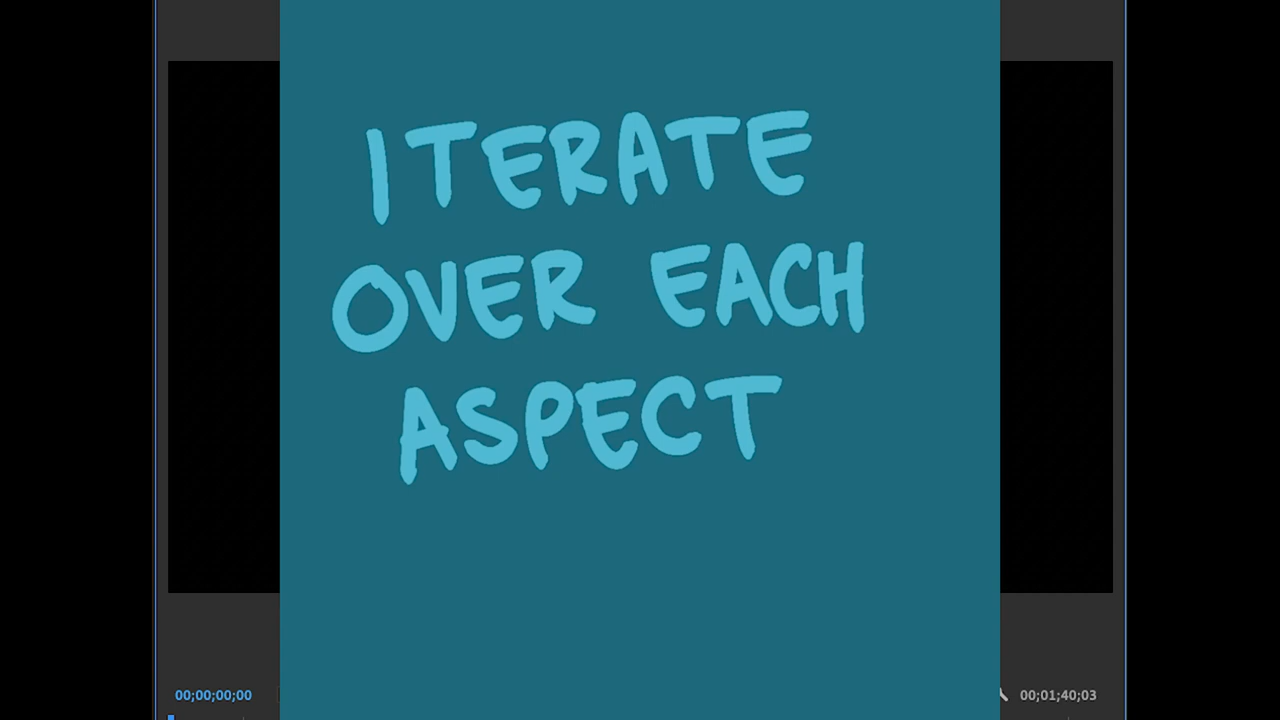 ITERATE
OVER EACH
ASPECT
00;00;00;00
00;01;40;03